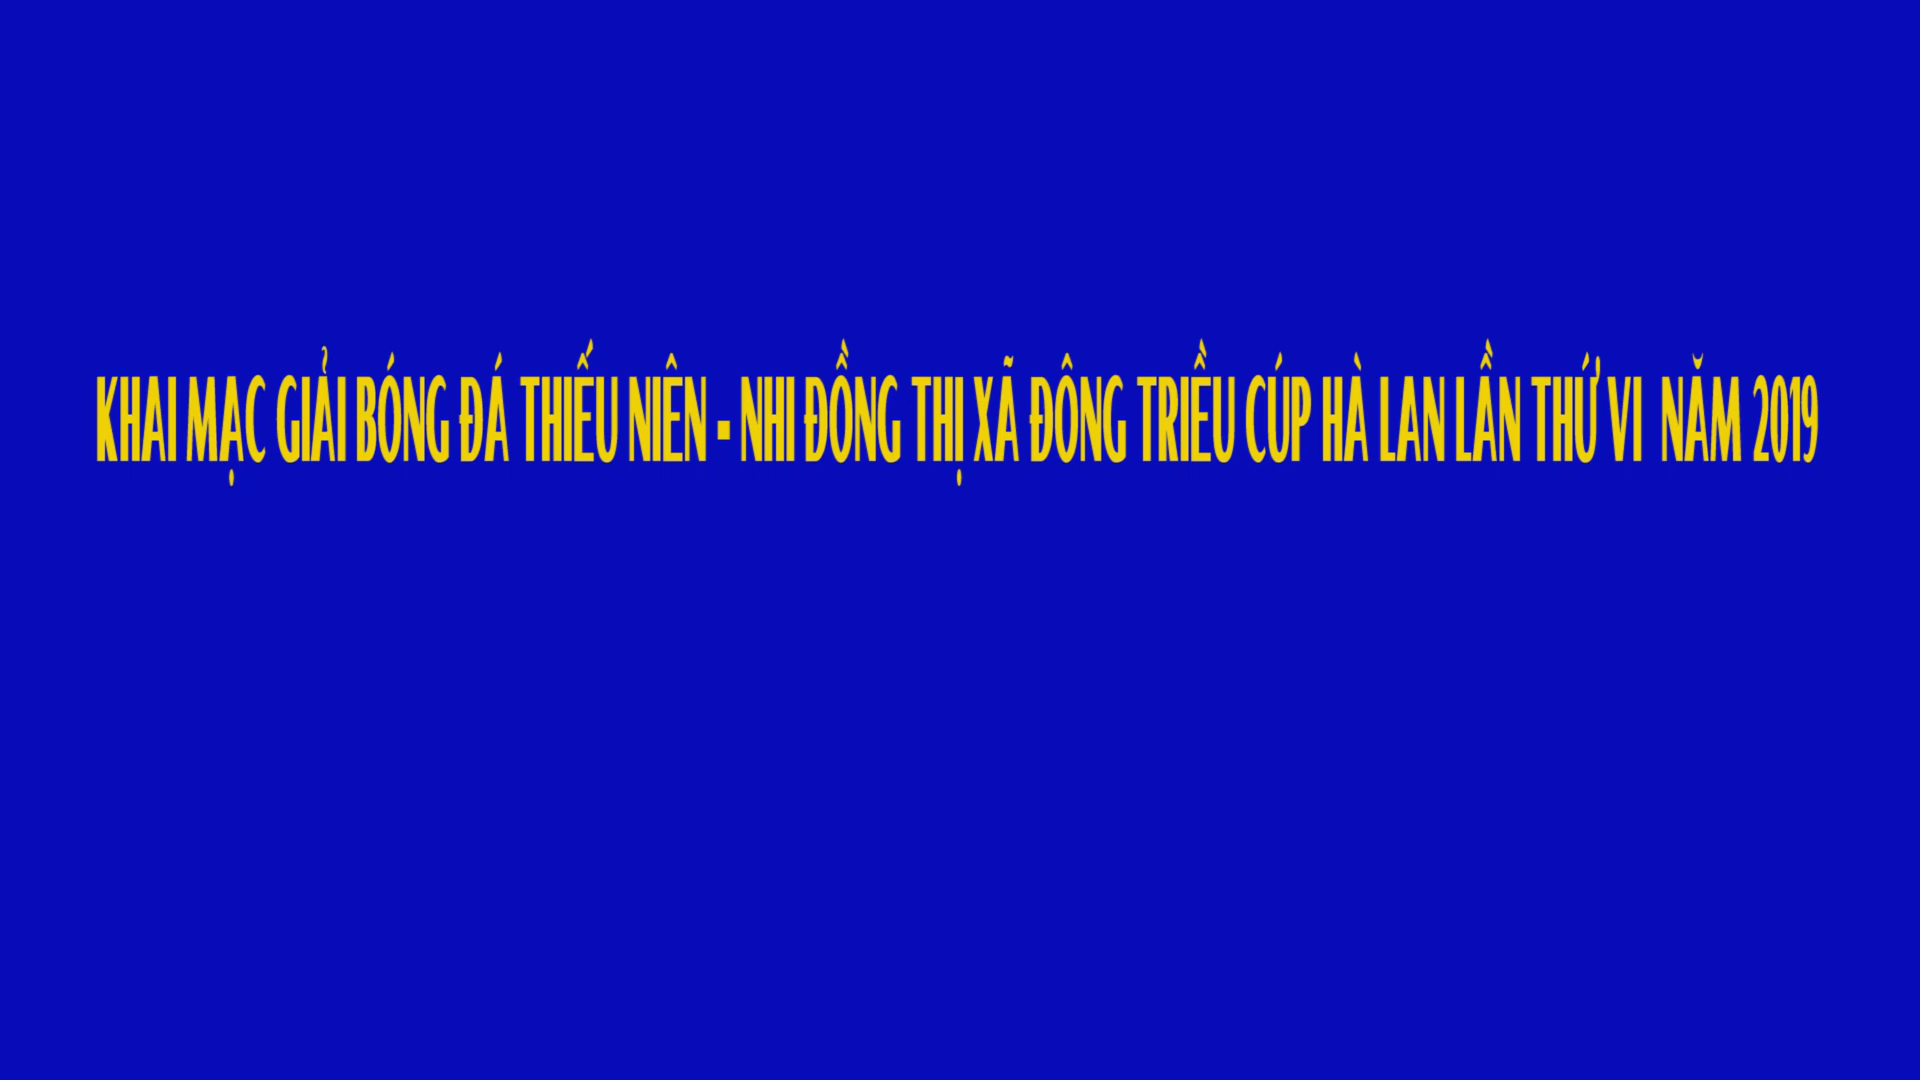 KHAI MẠC GIẢI BÓNG ĐÁ THIẾU NIÊN - NHI ĐỒNG THỊ XÃ ĐÔNG TRIỀU CÚP HÀ LAN LẦN THỨ VI  NĂM 2019